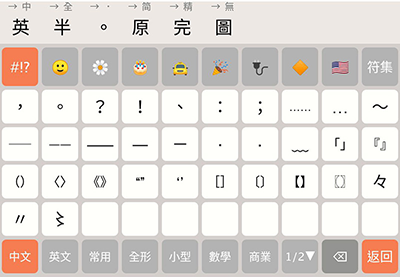 →中 →全 →· →简 →精 →無
英 半 。 原 完 圖
#!? 符集
， 。 ？ ！ 、 ： ； …… … ～
── —— — – - · ‧ ﹏ 「」 『』
() 〈〉 《》 “” ‘’ [] 〔〕 【】 〖〗 々
〃 〻
中文 英文 常用 全形 小型 數學 商業 1/2▼ ⌫ 返回